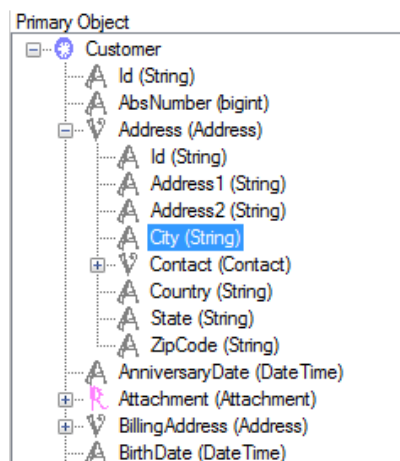 Primary Object
Customer
Id (String)
AbsNumber (bigint)
Address (Address)
Id (String)
Address1 (String)
Address2 (String)
City (String)
Contact (Contact)
Country (String)
State (String)
ZipCode (String)
AnniversaryDate (DateTime)
Attachment (Attachment)
BillingAddress (Address)
BirthDate (DateTime)